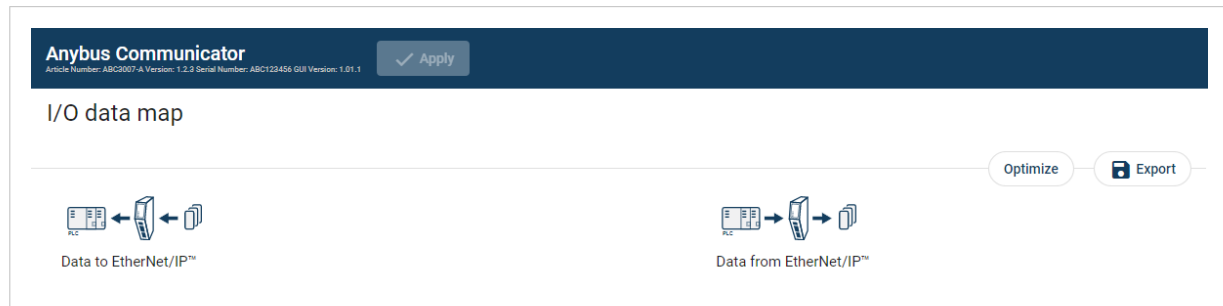 Anybus Communicator
Article Number: ABC3007-A Version: 1.2.3 Serial Number: ABC123456 GUI Version: 1.01.1
Apply
I/O data map
Optimize
Export
PLC
PLC
Data to EtherNet/IP™
Data from EtherNet/IP™